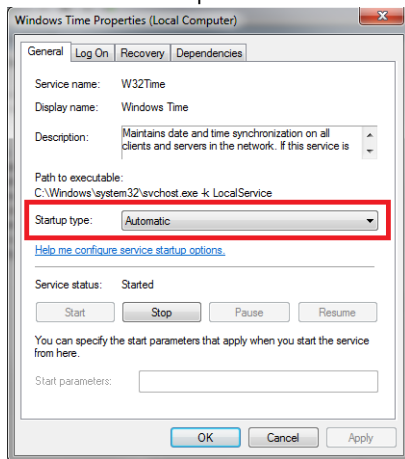 Windows Time Properties (Local Computer)
General Log On Recovery Dependencies
Service name: W32Time
Display name: Windows Time
Description: Maintains date and time synchronization on all
clients and servers in the network. If this service is
Path to executable:
C:\Windows\system32\svchost.exe -k LocalService
Startup type: Automatic
Help me configure service startup options.
Service status: Started
Start Stop Pause Resume
You can specify the start parameters that apply when you start the service
from here.
Start parameters:
OK Cancel Apply